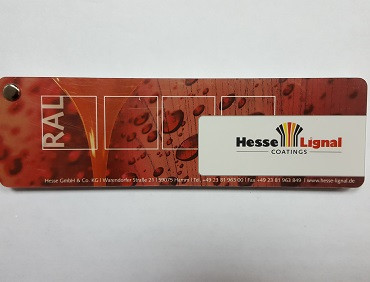 RAL
Hesse Lignal
COATINGS
Hesse GmbH & Co. KG | Warendorfer Straße 21 | 59075 Hamm | Tel. +49 23 81 963 00 | Fax +49 23 81 963 849 | www.hesse-lignal.de